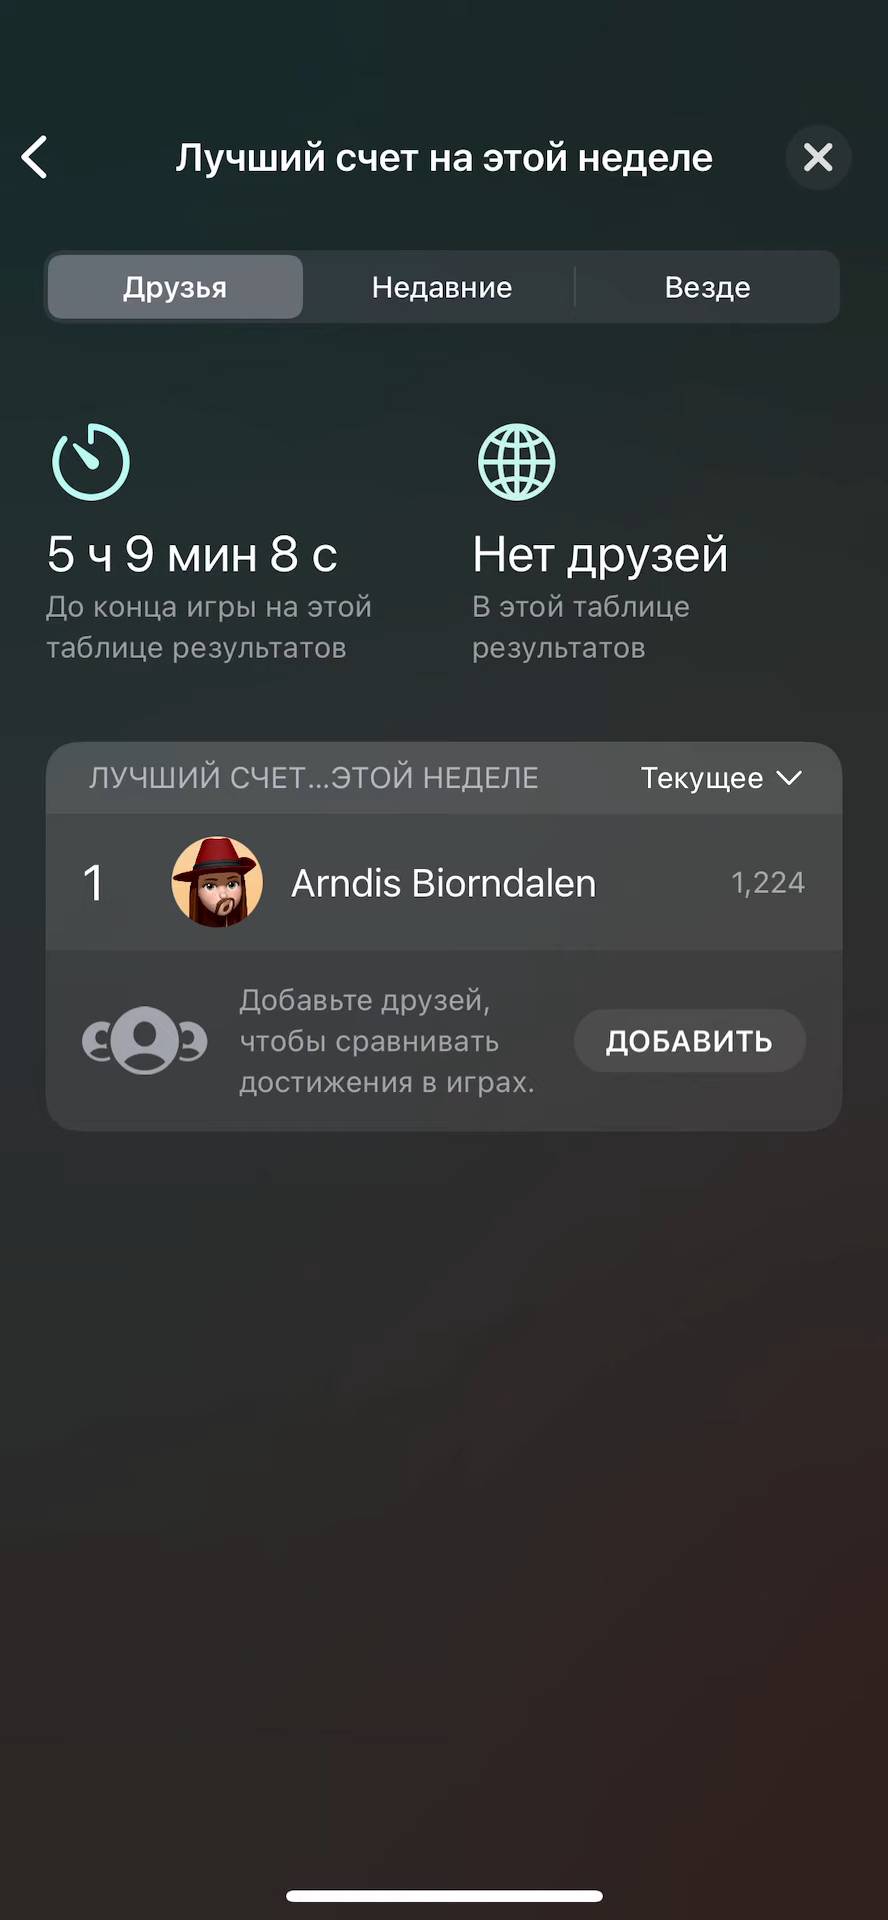 Лучший счет на этой неделе
Друзья
Недавние
Везде
5 ч 9 мин 8 с
До конца игры на этой
таблице результатов
Нет друзей
В этой таблице
результатов
ЛУЧШИЙ СЧЕТ...ЭТОЙ НЕДЕЛЕ
Текущее
1
Arndis Biorndalen
1,224
Добавьте друзей,
чтобы сравнивать
достижения в играх.
ДОБАВИТЬ